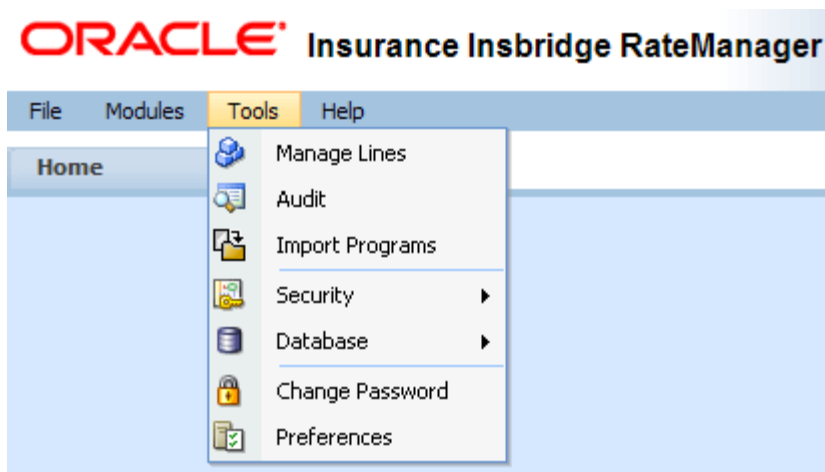 ORACLE Insurance Insbridge RateManager
File Modules Tools Help
Home
Manage Lines
Audit
Import Programs
Security
Database
Change Password
Preferences